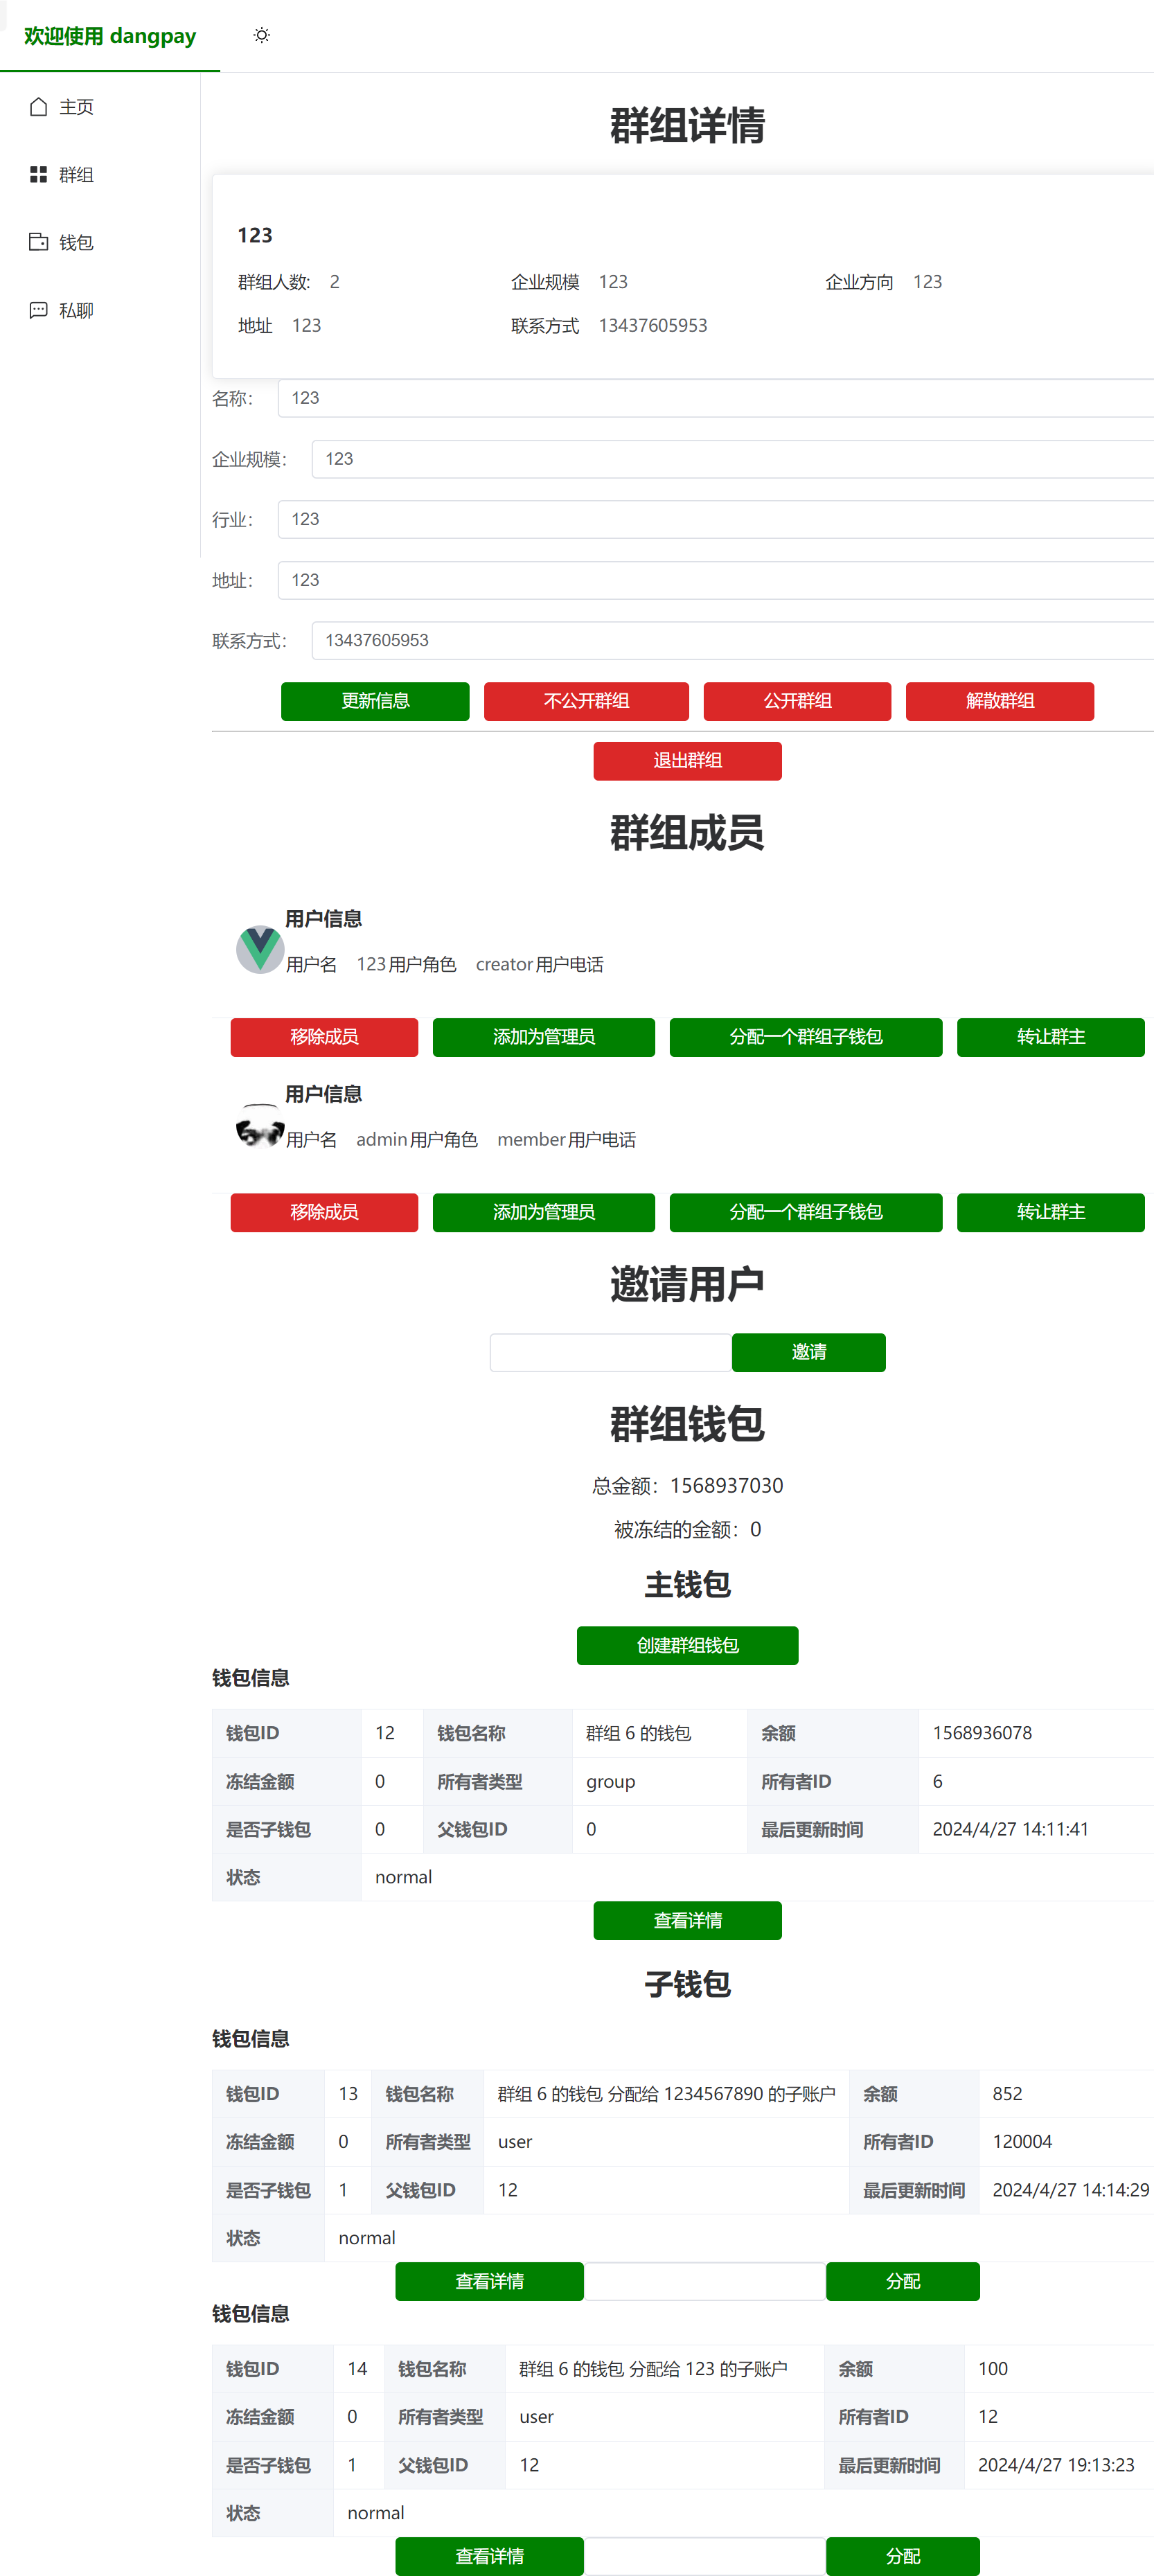 欢迎使用 dangpay
主页
群组
钱包
私聊
群组详情
123
群组人数: 2 企业规模 123 企业方向 123
地址 123 联系方式 13437605953
名称： 123
企业规模： 123
行业： 123
地址： 123
联系方式： 13437605953
更新信息 不公开群组 公开群组 解散群组
退出群组
群组成员
用户信息
用户名 123 用户角色 creator 用户电话
移除成员 添加为管理员 分配一个群组子钱包 转让群主
用户信息
用户名 admin 用户角色 member 用户电话
移除成员 添加为管理员 分配一个群组子钱包 转让群主
邀请用户
邀请
群组钱包
总金额：1568937030
被冻结的金额：0
主钱包
创建群组钱包
钱包信息
钱包ID 12 钱包名称 群组 6 的钱包 余额 1568936078
冻结金额 0 所有者类型 group 所有者ID 6
是否子钱包 0 父钱包ID 0 最后更新时间 2024/4/27 14:11:41
状态 normal
查看详情
子钱包
钱包信息
钱包ID 13 钱包名称 群组 6 的钱包 分配给 1234567890 的子账户 余额 852
冻结金额 0 所有者类型 user 所有者ID 120004
是否子钱包 1 父钱包ID 12 最后更新时间 2024/4/27 14:14:29
状态 normal
查看详情 分配
钱包信息
钱包ID 14 钱包名称 群组 6 的钱包 分配给 123 的子账户 余额 100
冻结金额 0 所有者类型 user 所有者ID 12
是否子钱包 1 父钱包ID 12 最后更新时间 2024/4/27 19:13:23
状态 normal
查看详情 分配